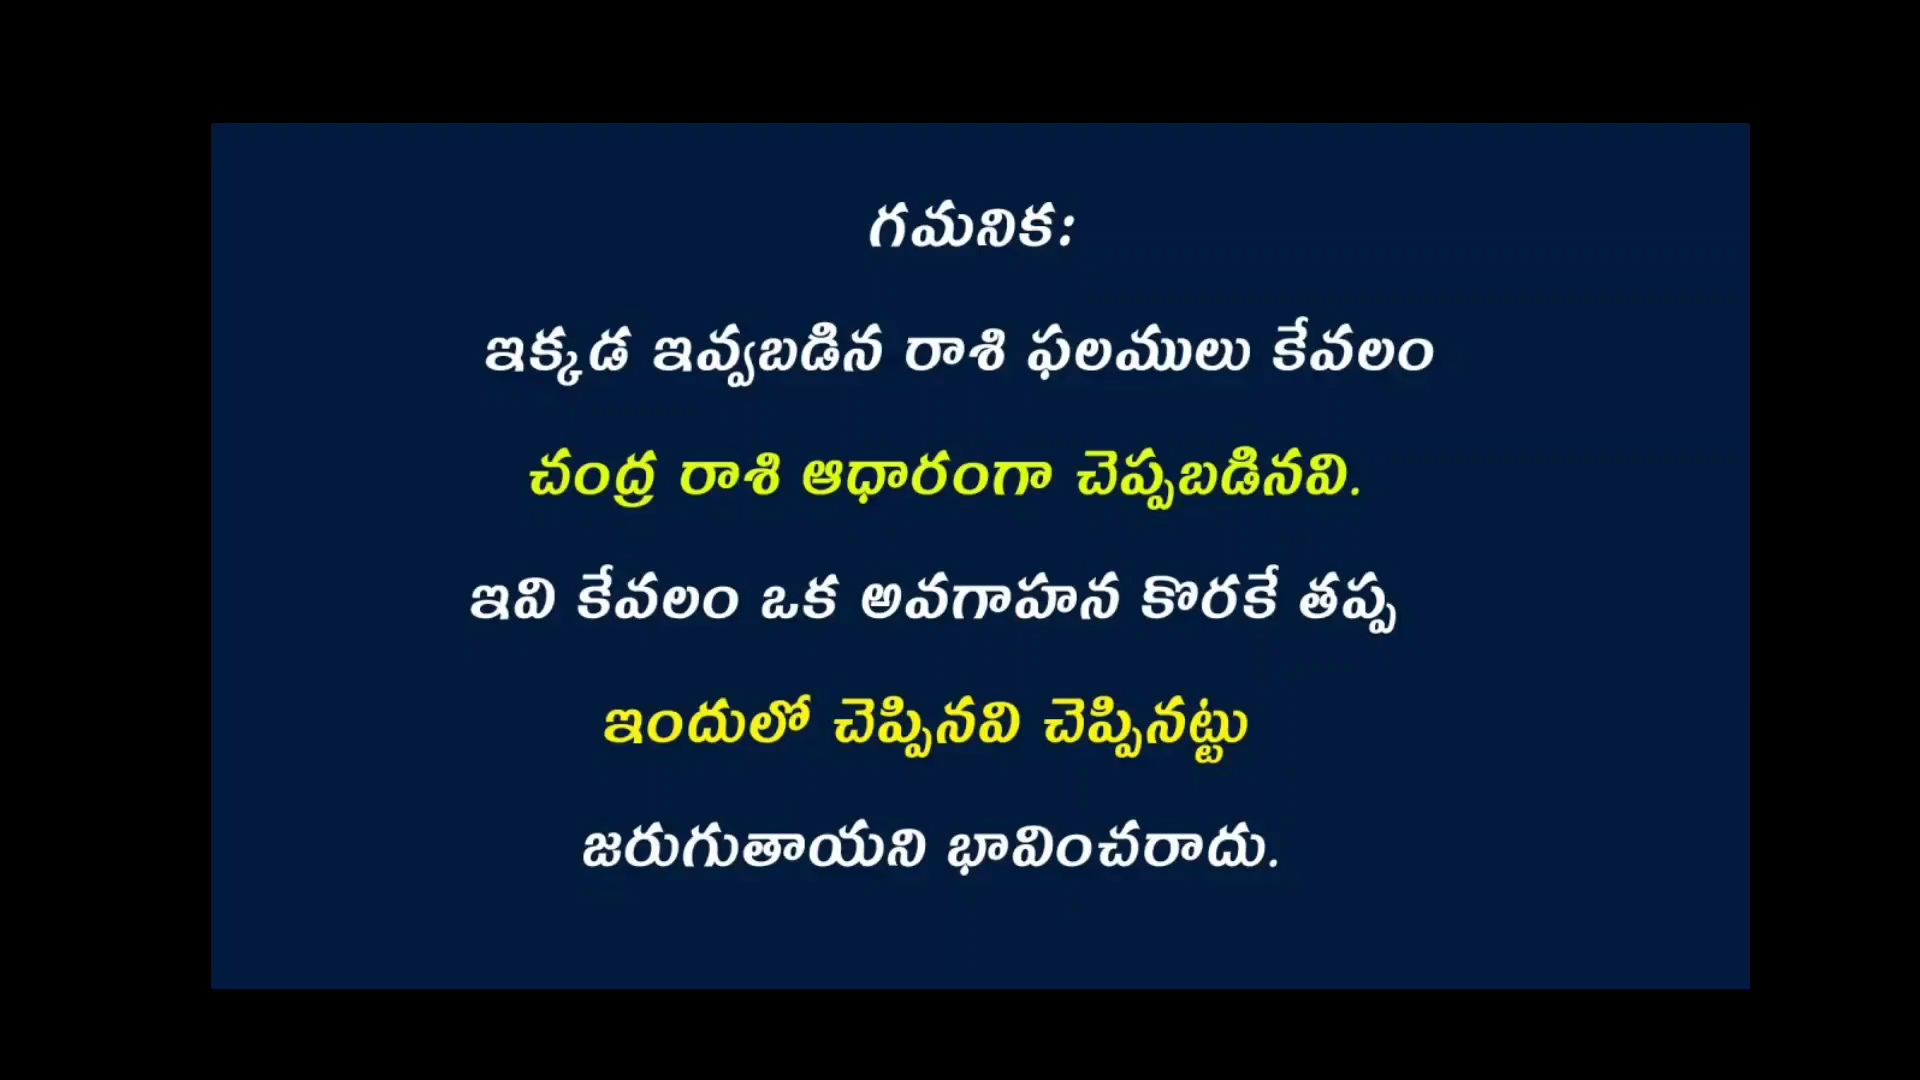 గమనిక:
ఇక్కడ ఇవ్వబడిన రాశి ఫలములు కేవలం
చంద్ర రాశి ఆధారంగా చెప్పబడినవి.
ఇవి కేవలం ఒక అవగాహన కొరకే తప్ప
ఇందులో చెప్పినవి చెప్పినట్టు
జరుగుతాయని భావించరాదు.